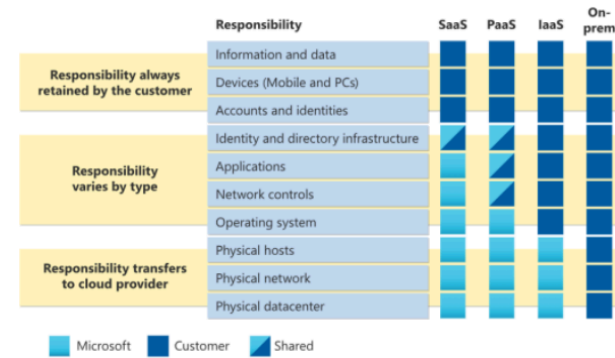 Responsibility SaaS PaaS IaaS On-
prem
Responsibility always
retained by the customer
Information and data
Devices (Mobile and PCs)
Accounts and identities
Responsibility
varies by type
Identity and directory infrastructure
Applications
Network controls
Operating system
Responsibility transfers
to cloud provider
Physical hosts
Physical network
Physical datacenter
Microsoft Customer Shared